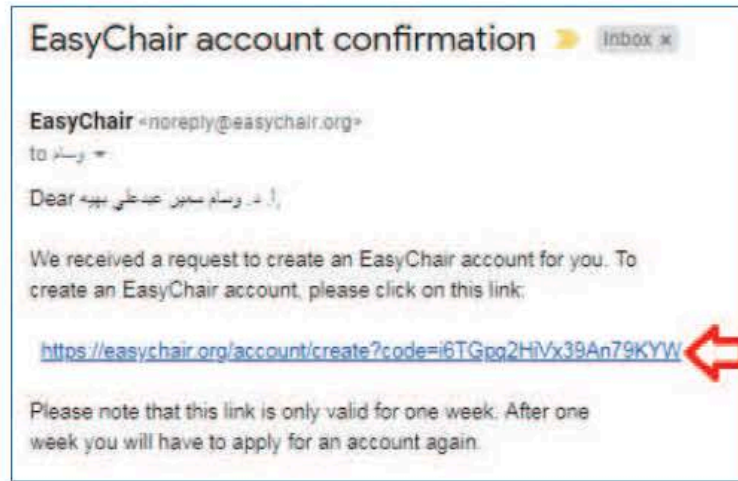 EasyChair account confirmation
Inbox x
EasyChair <noreply@easychair.org>
to وسام
Dear أ. د. وسام سمير عبدعلي بهيه,
We received a request to create an EasyChair account for you. To
create an EasyChair account, please click on this link:
https://easychair.org/account/create?code=i6TGpq2HiVx39An79KYW
Please note that this link is only valid for one week. After one
week you will have to apply for an account again.